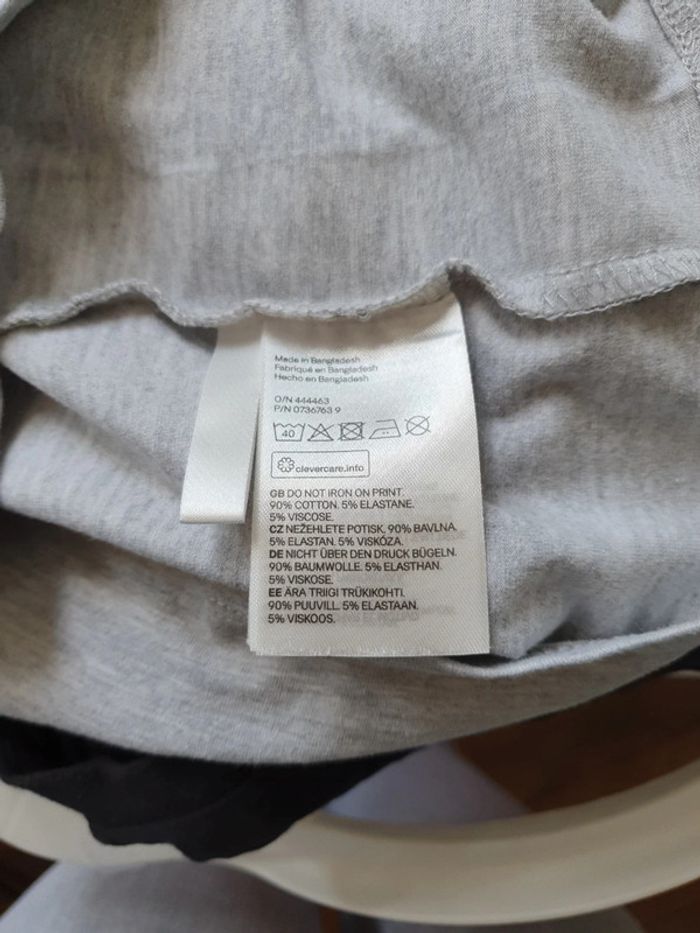 Made in Bangladesh
Fabriqué en Bangladesh
Hecho en Bangladesh
O/N 444463
P/N 0736763 9
40
clevercare.info
GB DO NOT IRON ON PRINT.
90% COTTON. 5% ELASTANE.
5% VISCOSE.
CZ NEŽEHLETE POTISK. 90% BAVLNA.
5% ELASTAN. 5% VISKÓZA.
DE NICHT ÜBER DEN DRUCK BÜGELN.
90% BAUMWOLLE. 5% ELASTHAN.
5% VISKOSE.
EE ÄRA TRIIGI TRÜKIKOHTI.
90% PUUVILL. 5% ELASTAAN.
5% VISKOOS.